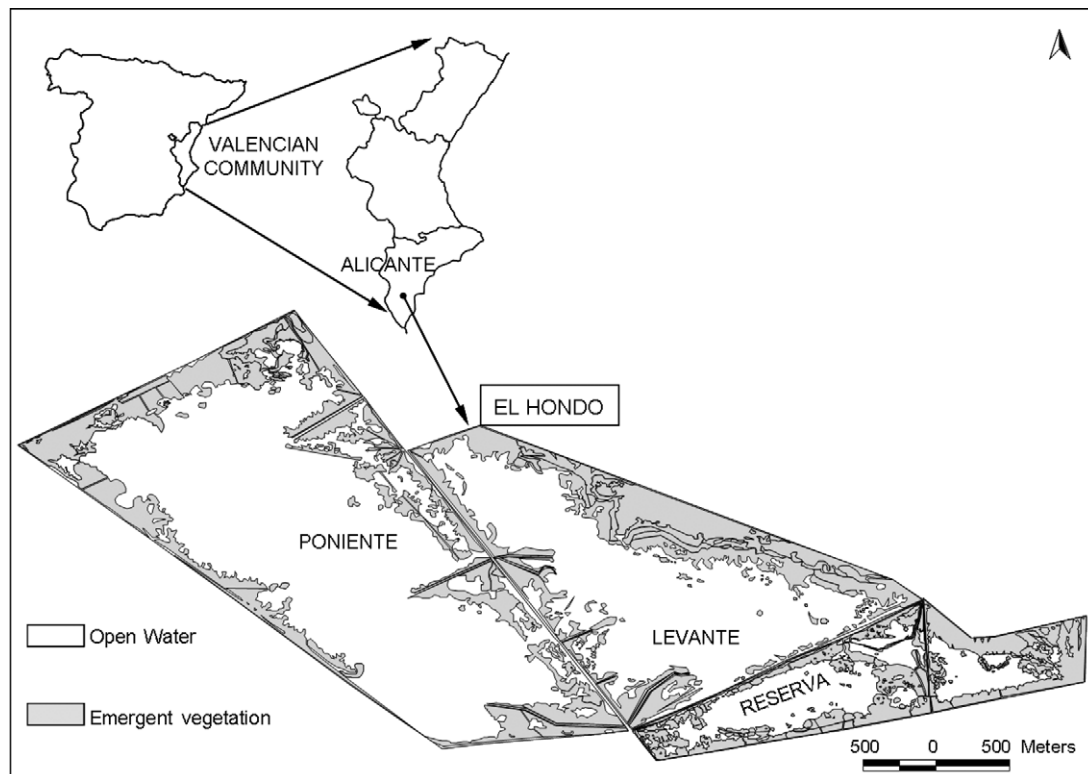 VALENCIAN
COMMUNITY
ALICANTE
EL HONDO
PONIENTE
LEVANTE
RESERVA
Open Water
Emergent vegetation
500 0 500 Meters